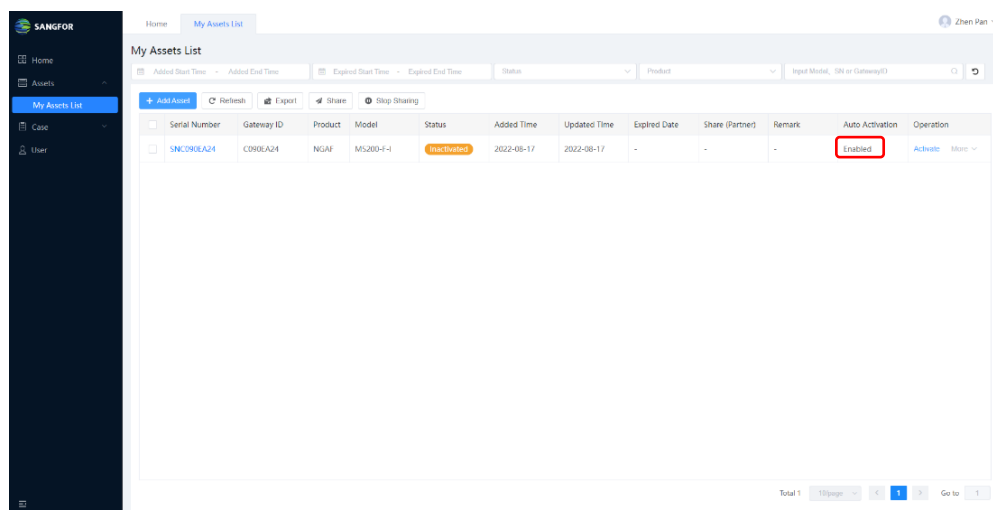 SANGFOR
Home
My Assets List
Zhen Pan
Home
Assets
My Assets List
Case
User
My Assets List
Added Start Time - Added End Time
Expired Start Time - Expired End Time
Status
Product
Input Model, SN or GatewayID
+ Add Asset
Refresh
Export
Share
Stop Sharing
Serial Number Gateway ID Product Model Status Added Time Updated Time Expired Date Share (Partner) Remark Auto Activation Operation
SNC090EA24 C090EA24 NGAF M5200-F-I Inactivated 2022-08-17 2022-08-17 - - - Enabled Activate More
Total 1 10/page < 1 > Go to 1